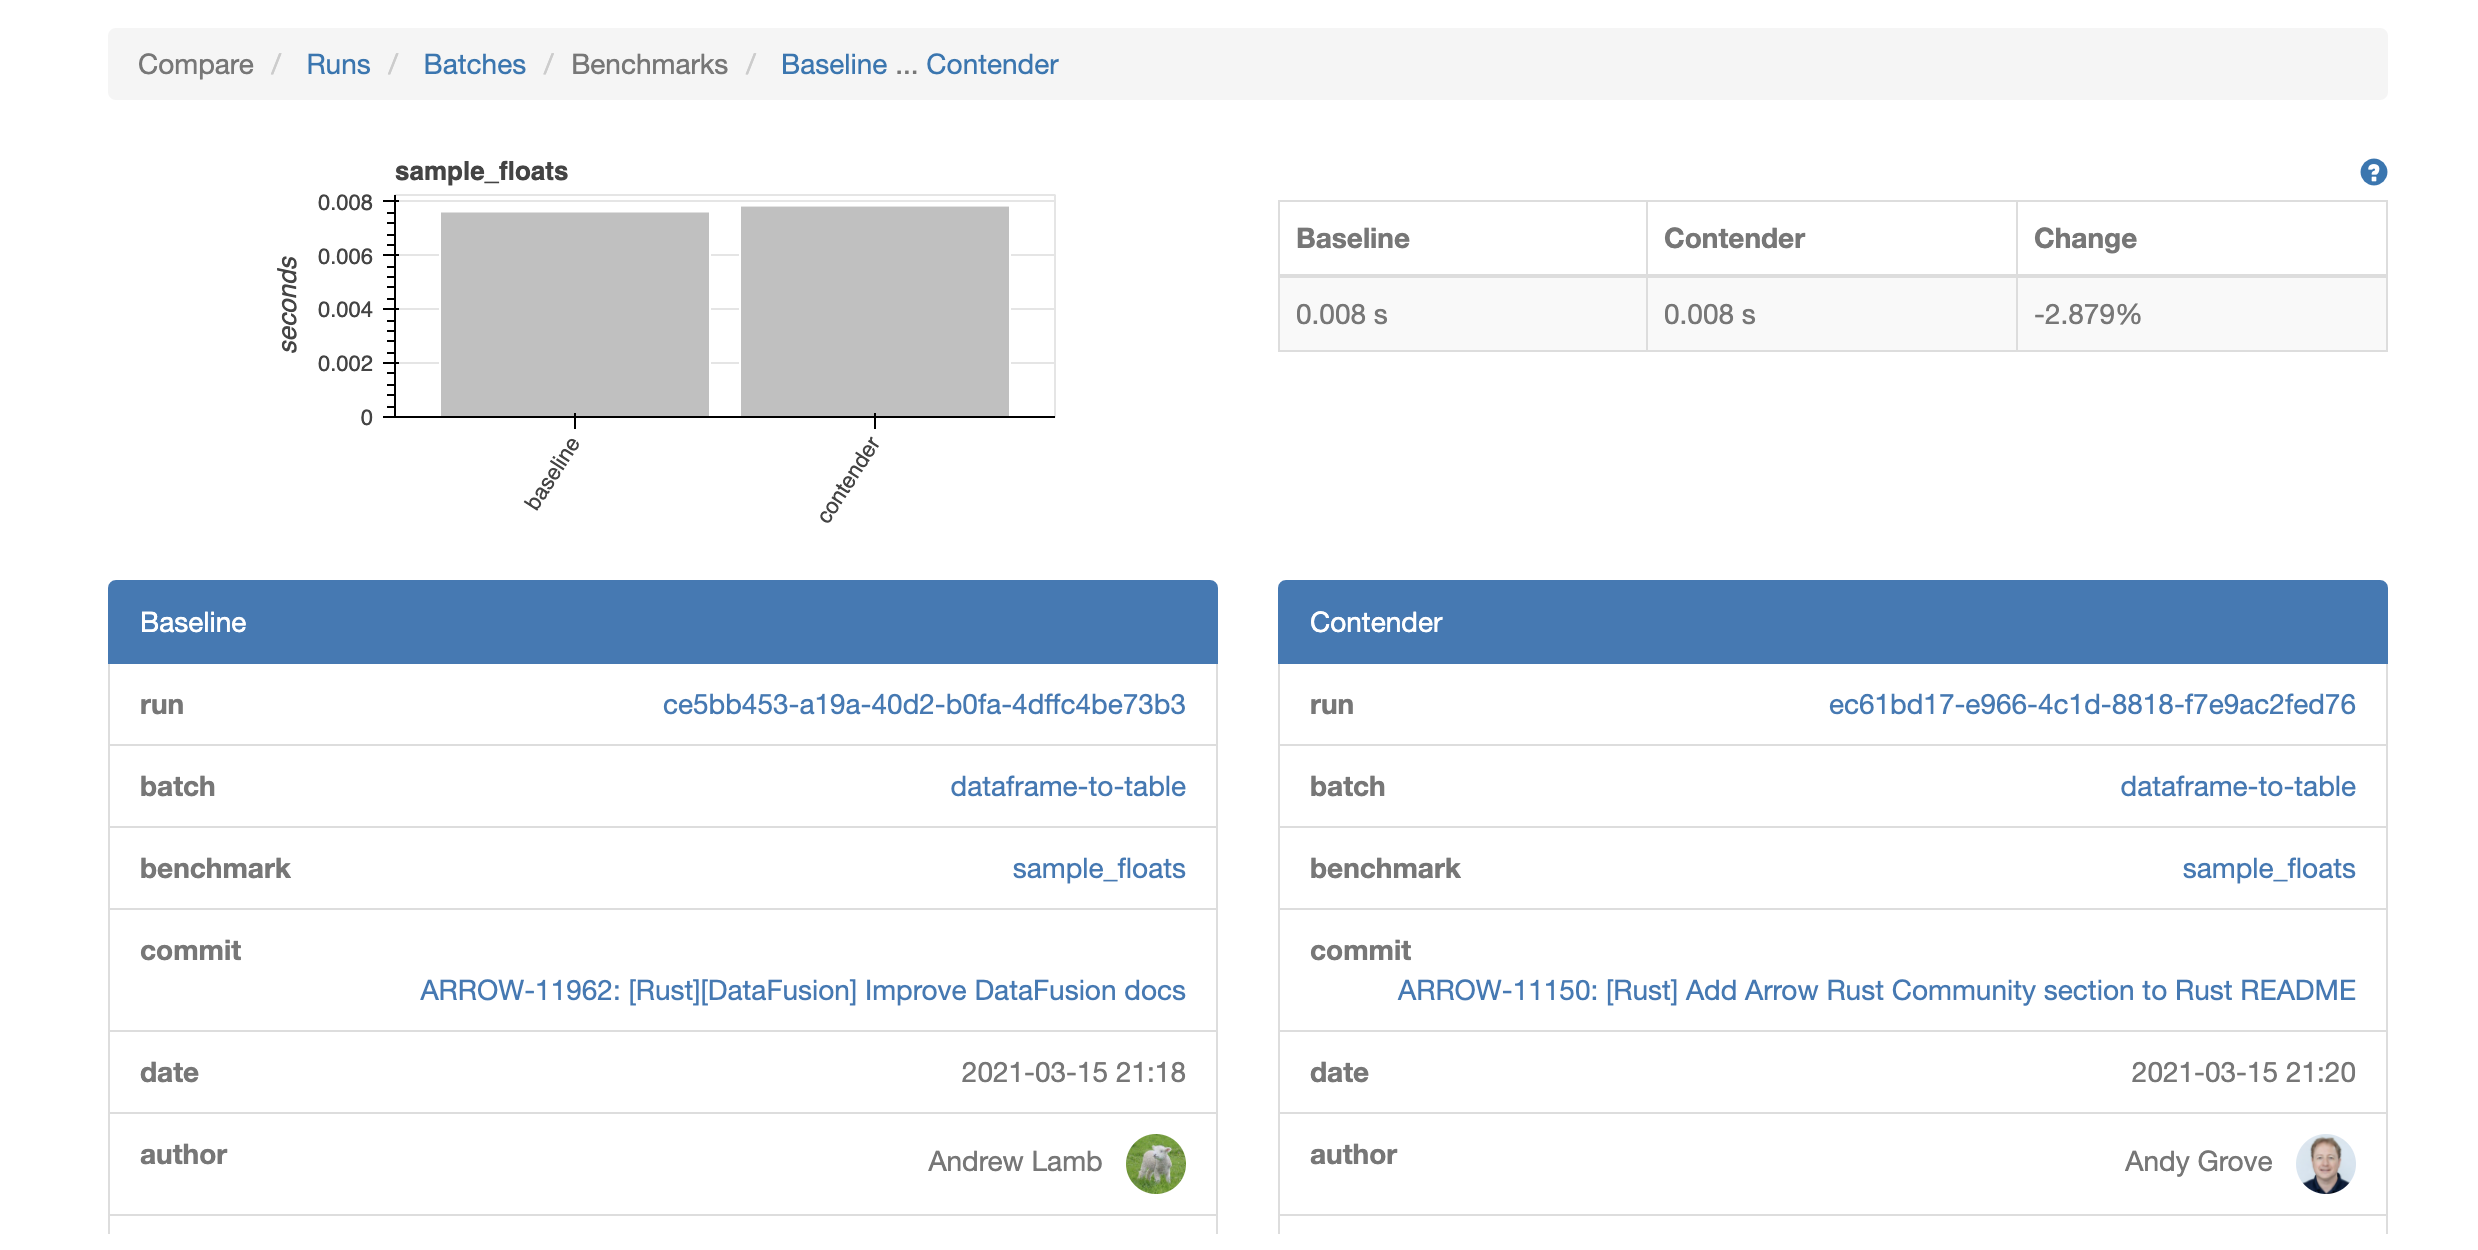 Compare / Runs / Batches / Benchmarks / Baseline ... Contender
sample_floats
?
seconds
0.008
0.006
0.004
0.002
0
baseline
contender
Baseline Contender Change
0.008 s 0.008 s -2.879%
Baseline
run ce5bb453-a19a-40d2-b0fa-4dffc4be73b3
batch dataframe-to-table
benchmark sample_floats
commit
ARROW-11962: [Rust][DataFusion] Improve DataFusion docs
date 2021-03-15 21:18
author Andrew Lamb
Contender
run ec61bd17-e966-4c1d-8818-f7e9ac2fed76
batch dataframe-to-table
benchmark sample_floats
commit
ARROW-11150: [Rust] Add Arrow Rust Community section to Rust README
date 2021-03-15 21:20
author Andy Grove